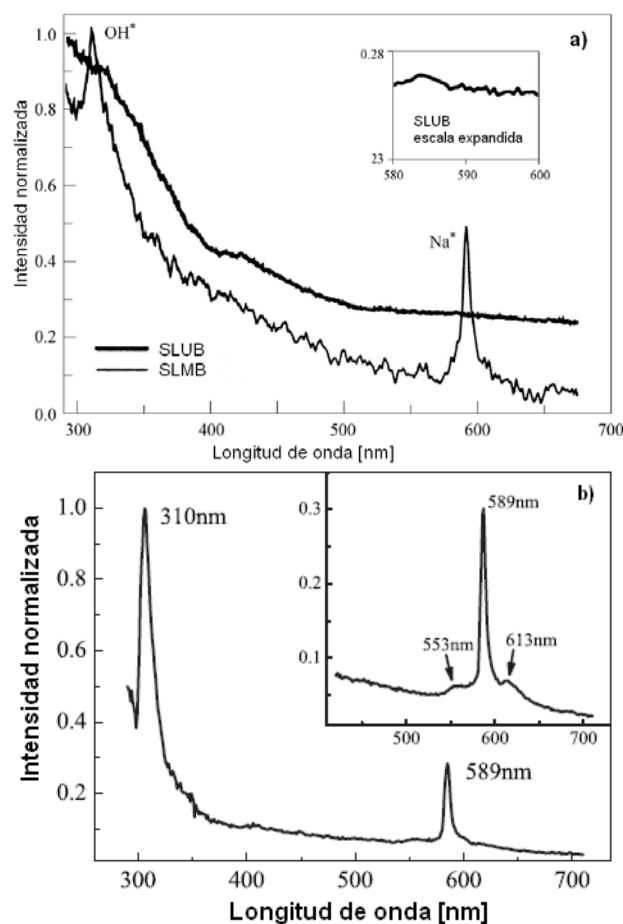 a)
OH*
Na*
Intensidad normalizada
1.0
0.8
0.6
0.4
0.2
0.0
SLUB
SLMB
300 400 500 600 700
Longitud de onda [nm]
0.28
23
SLUB
escala expandida
580 590 600
b)
310nm
589nm
Intensidad normalizada
1.0
0.8
0.6
0.4
0.2
300 400 500 600 700
Longitud de onda [nm]
589nm
553nm
613nm
0.3
0.2
0.1
500 600 700